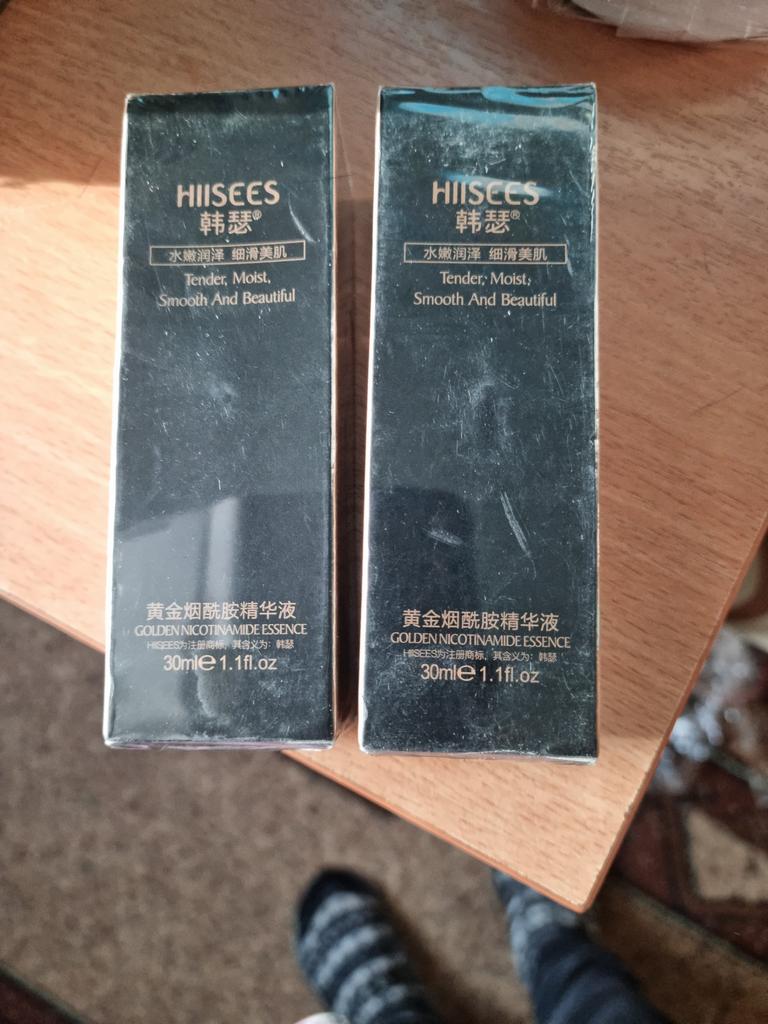 HIISEES
韩瑟®
水嫩润泽 细滑美肌
Tender, Moist,
Smooth And Beautiful
黄金烟酰胺精华液
GOLDEN NICOTINAMIDE ESSENCE
HIISEES为注册商标，其含义为：韩瑟
30ml℮1.1fl.oz
HIISEES
韩瑟®
水嫩润泽 细滑美肌
Tender, Moist,
Smooth And Beautiful
黄金烟酰胺精华液
GOLDEN NICOTINAMIDE ESSENCE
HIISEES为注册商标，其含义为：韩瑟
30ml℮1.1fl.oz